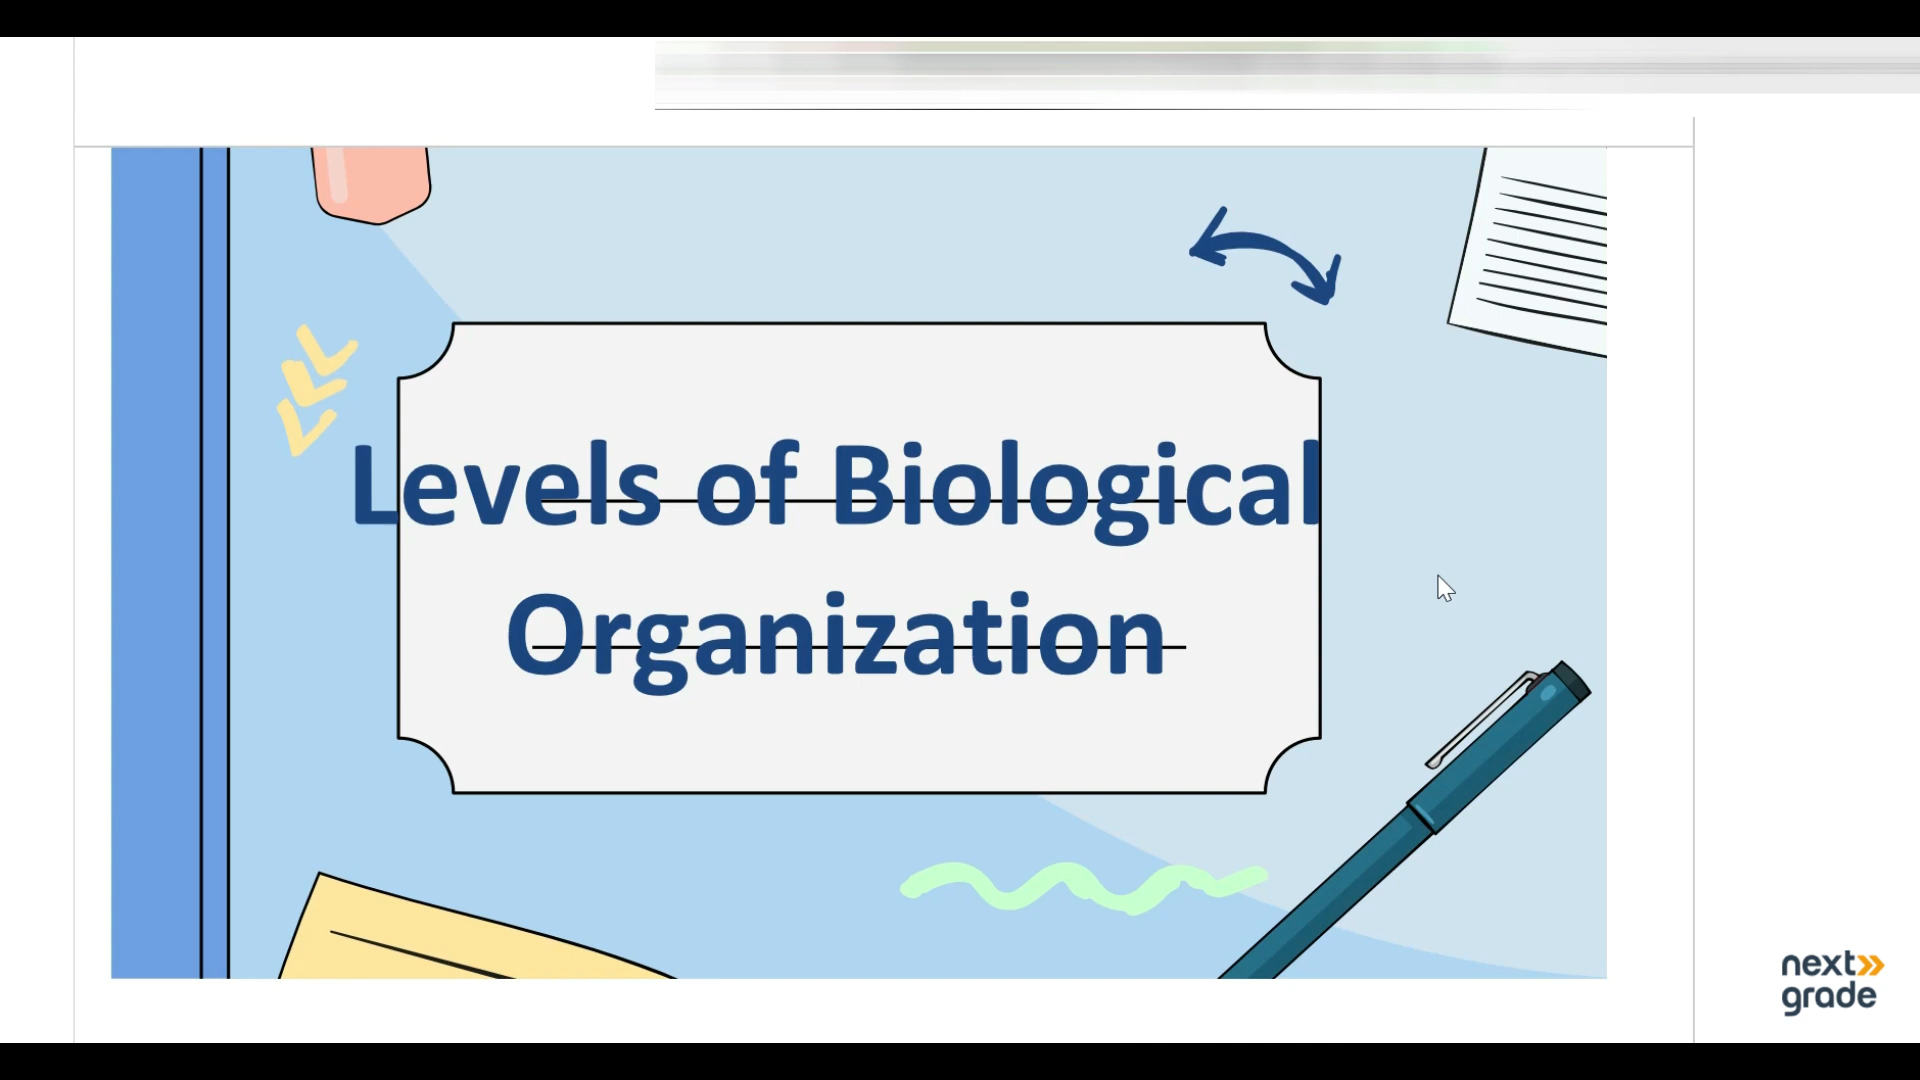 Levels of Biological
Organization
next
grade